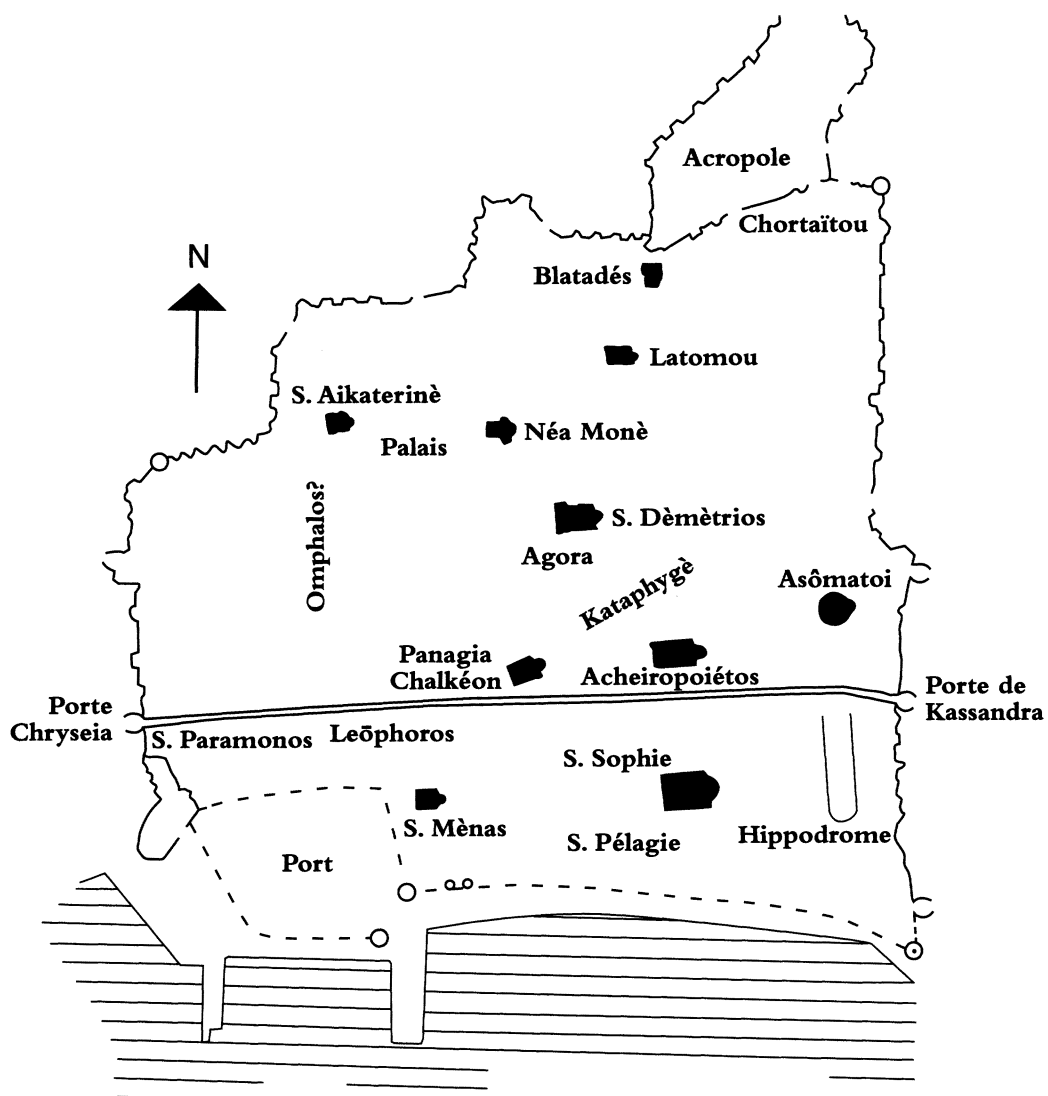 Acropole
Chortaïtou
N
Blatadés
Latomou
S. Aikaterinè
Palais
Néa Monè
Omphalos?
S. Dèmètrios
Agora
Kataphygè
Asômatoi
Panagia
Chalkéon
Acheiropoiétos
Porte de
Kassandra
Porte
Chryseia
S. Paramonos
Leōphoros
S. Sophie
S. Mènas
S. Pélagie
Hippodrome
Port